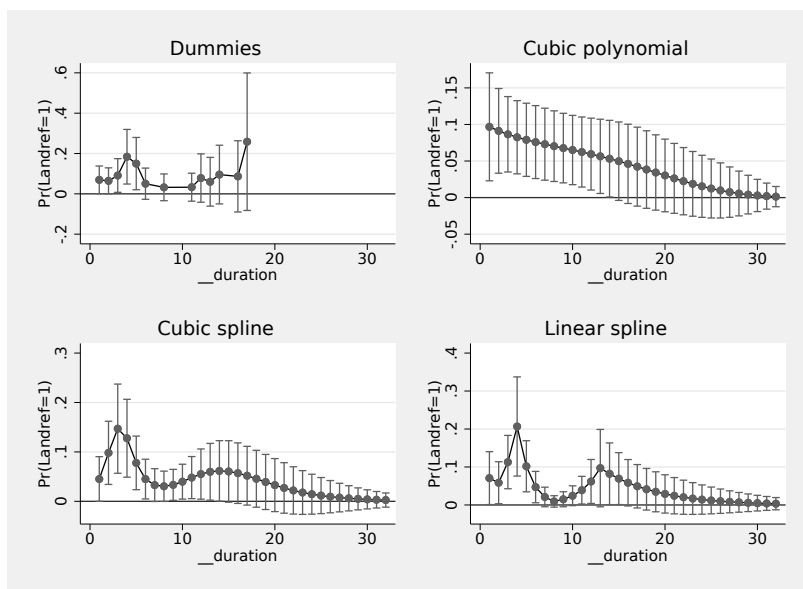 Dummies
Pr(Landref=1)
.6
.4
.2
0
-.2
0 10 20 30
__duration
Cubic polynomial
Pr(Landref=1)
.15
.1
.05
0
-.05
0 10 20 30
__duration
Cubic spline
Pr(Landref=1)
.3
.2
.1
0
0 10 20 30
__duration
Linear spline
Pr(Landref=1)
.4
.3
.2
.1
0
0 10 20 30
__duration